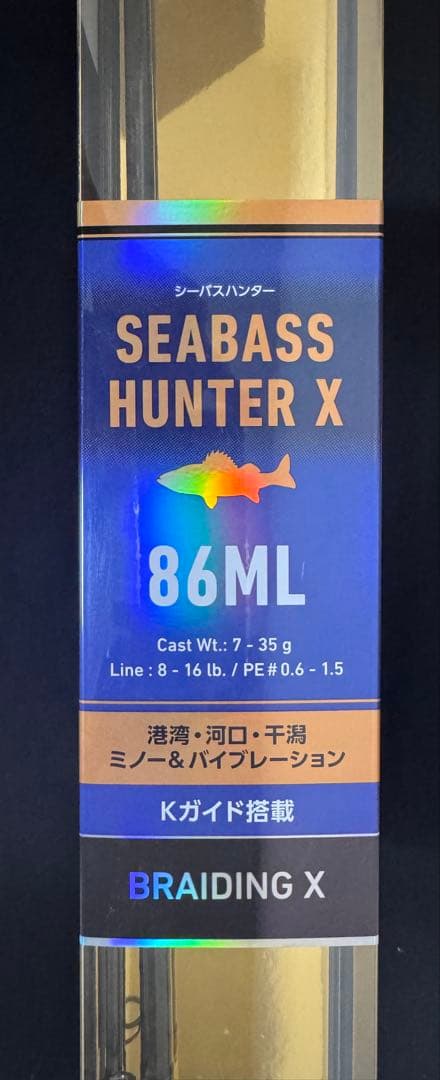 シーバスハンター
SEABASS
HUNTER X
86ML
Cast Wt.: 7 - 35 g
Line : 8 - 16 lb. / PE#0.6 - 1.5
港湾・河口・干潟
ミノー&バイブレーション
Kガイド搭載
BRAIDING X